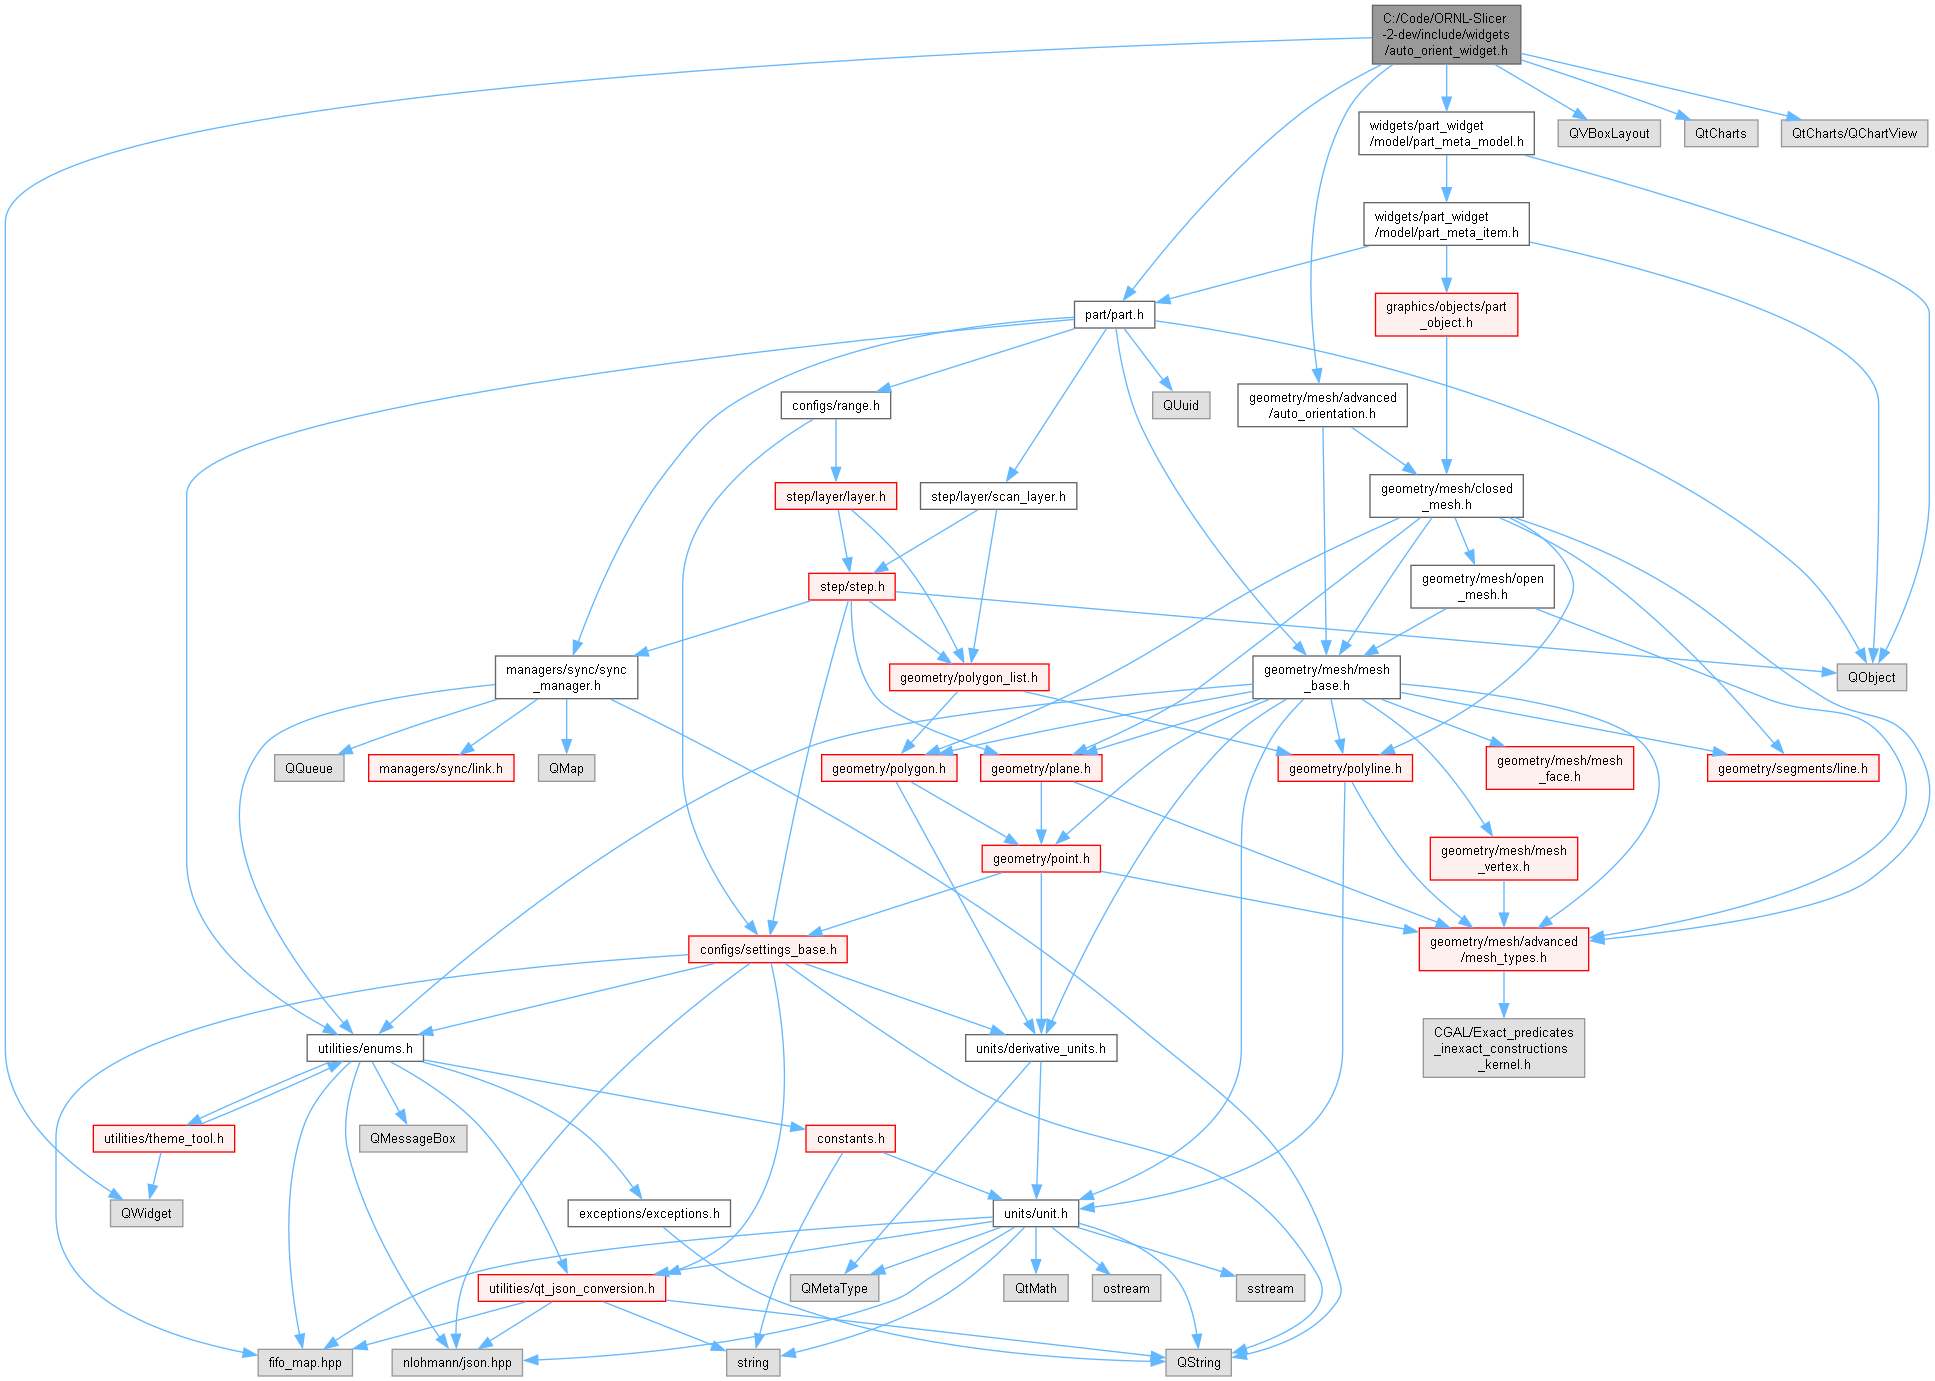 C:/Code/ORNL-Slicer
-2-dev/include/widgets
/auto_orient_widget.h
widgets/part_widget
/model/part_meta_model.h
QVBoxLayout
QtCharts
QtCharts/QChartView
widgets/part_widget
/model/part_meta_item.h
part/part.h
graphics/objects/part
_object.h
configs/range.h
QUuid
geometry/mesh/advanced
/auto_orientation.h
step/layer/layer.h
step/layer/scan_layer.h
geometry/mesh/closed
_mesh.h
step/step.h
geometry/mesh/open
_mesh.h
managers/sync/sync
_manager.h
geometry/polygon_list.h
geometry/mesh/mesh
_base.h
QObject
QQueue
managers/sync/link.h
QMap
geometry/polygon.h
geometry/plane.h
geometry/polyline.h
geometry/mesh/mesh
_face.h
geometry/segments/line.h
geometry/point.h
geometry/mesh/mesh
_vertex.h
configs/settings_base.h
geometry/mesh/advanced
/mesh_types.h
utilities/enums.h
units/derivative_units.h
CGAL/Exact_predicates
_inexact_constructions
_kernel.h
utilities/theme_tool.h
QMessageBox
constants.h
QWidget
exceptions/exceptions.h
units/unit.h
utilities/qt_json_conversion.h
QMetaType
QtMath
ostream
sstream
fifo_map.hpp
nlohmann/json.hpp
string
QString